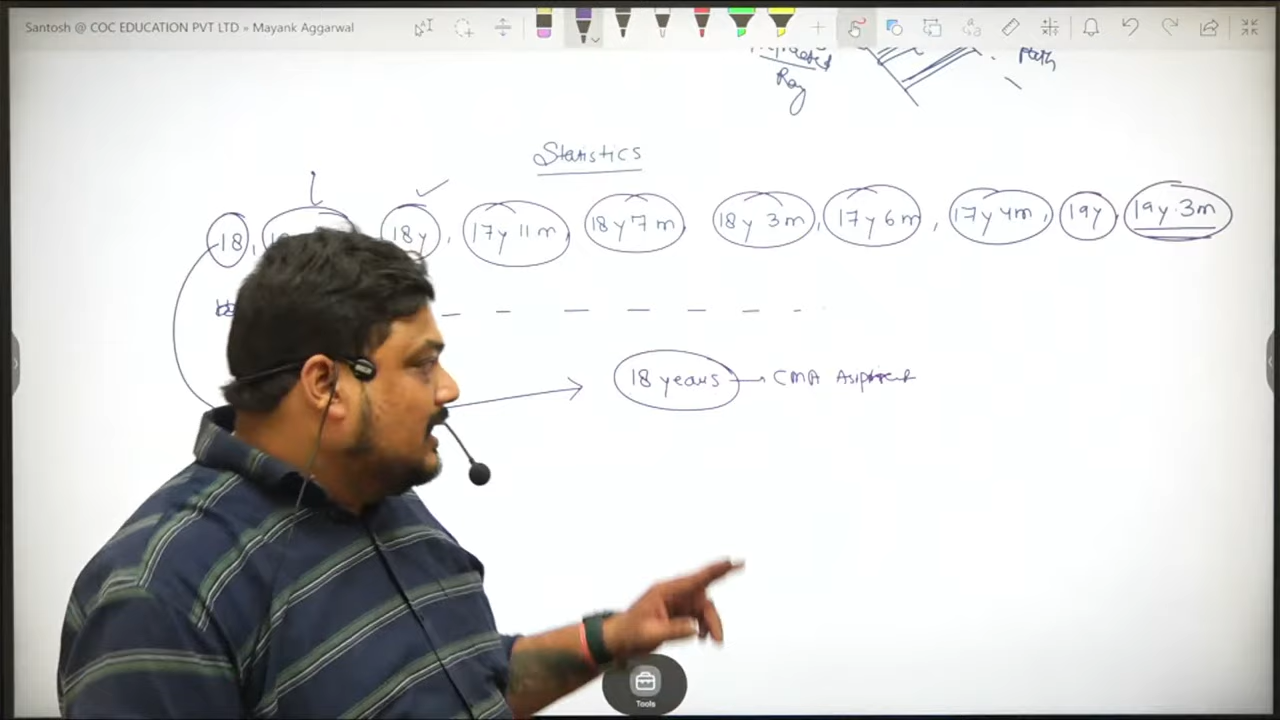 Santosh @ COC EDUCATION PVT LTD » Mayank Aggarwal
Ray
Statistics
18, 18y, 17y 11m, 18y 7m, 18y 3m, 17y 6m, 17y 4m, 19y, 19y 3m
18 years → CMA
Tools